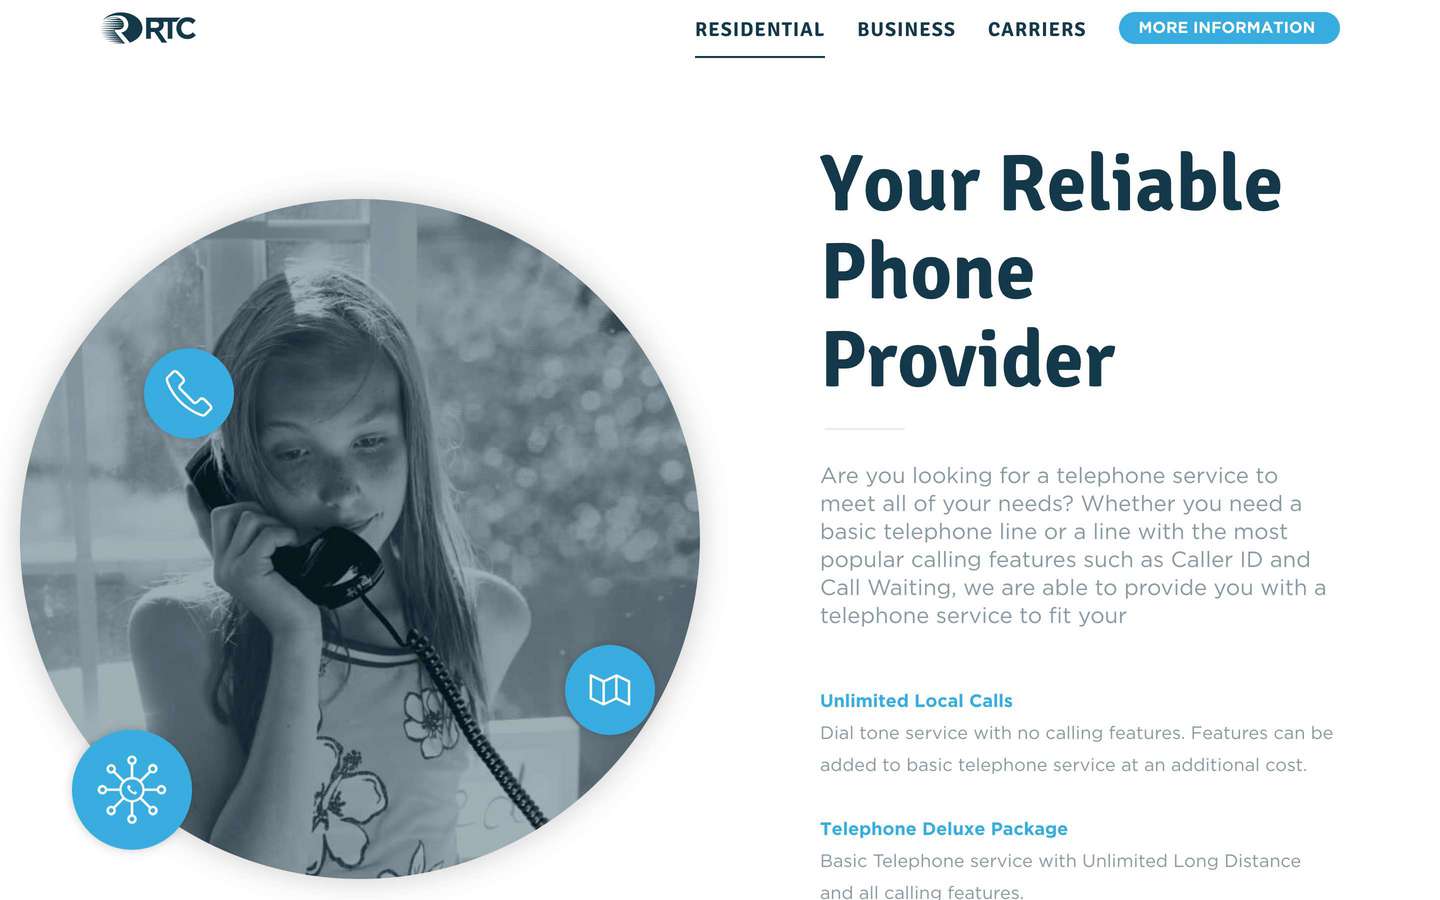 RTC
RESIDENTIAL
BUSINESS
CARRIERS
MORE INFORMATION
Your Reliable
Phone
Provider
Are you looking for a telephone service to
meet all of your needs? Whether you need a
basic telephone line or a line with the most
popular calling features such as Caller ID and
Call Waiting, we are able to provide you with a
telephone service to fit your
Unlimited Local Calls
Dial tone service with no calling features. Features can be
added to basic telephone service at an additional cost.
Telephone Deluxe Package
Basic Telephone service with Unlimited Long Distance
and all calling features.